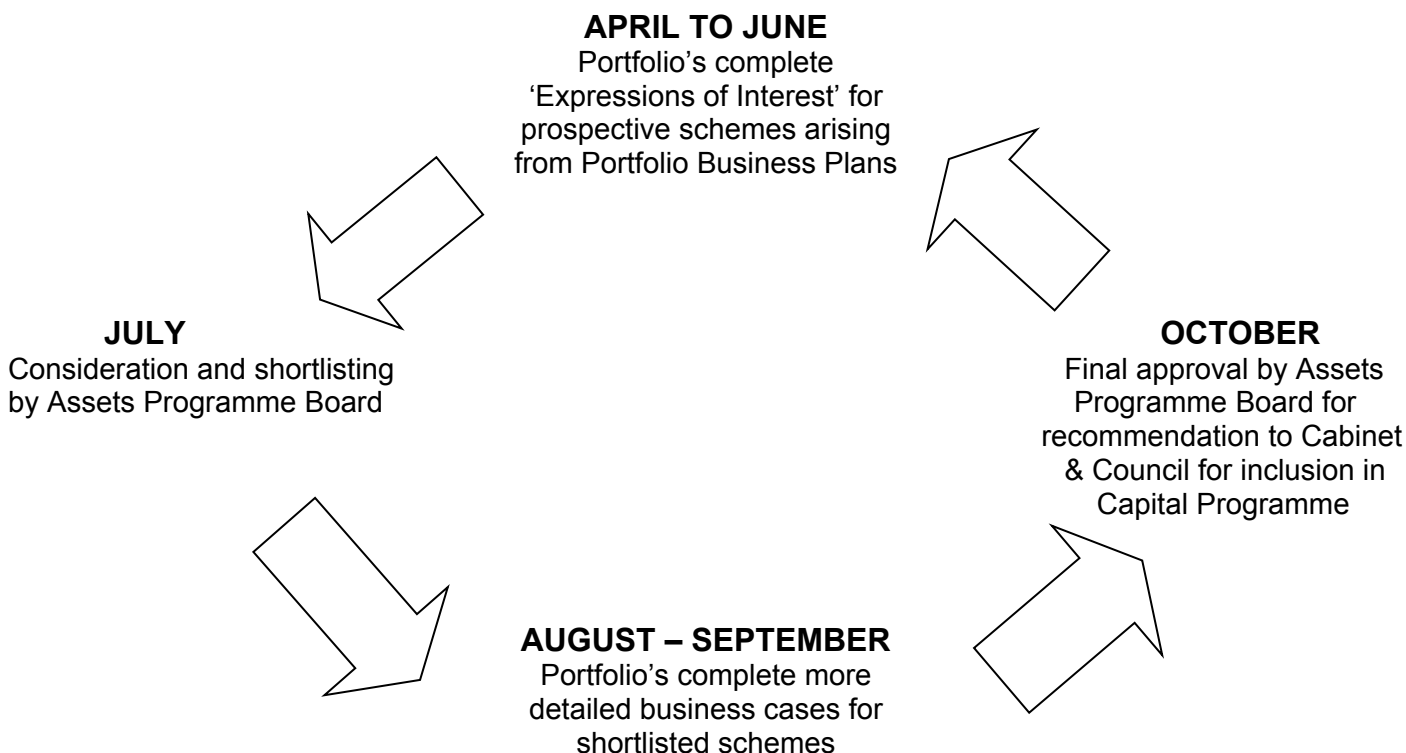 APRIL TO JUNE
Portfolio’s complete
‘Expressions of Interest’ for
prospective schemes arising
from Portfolio Business Plans
JULY
Consideration and shortlisting
by Assets Programme Board
OCTOBER
Final approval by Assets
Programme Board for
recommendation to Cabinet
& Council for inclusion in
Capital Programme
AUGUST – SEPTEMBER
Portfolio’s complete more
detailed business cases for
shortlisted schemes